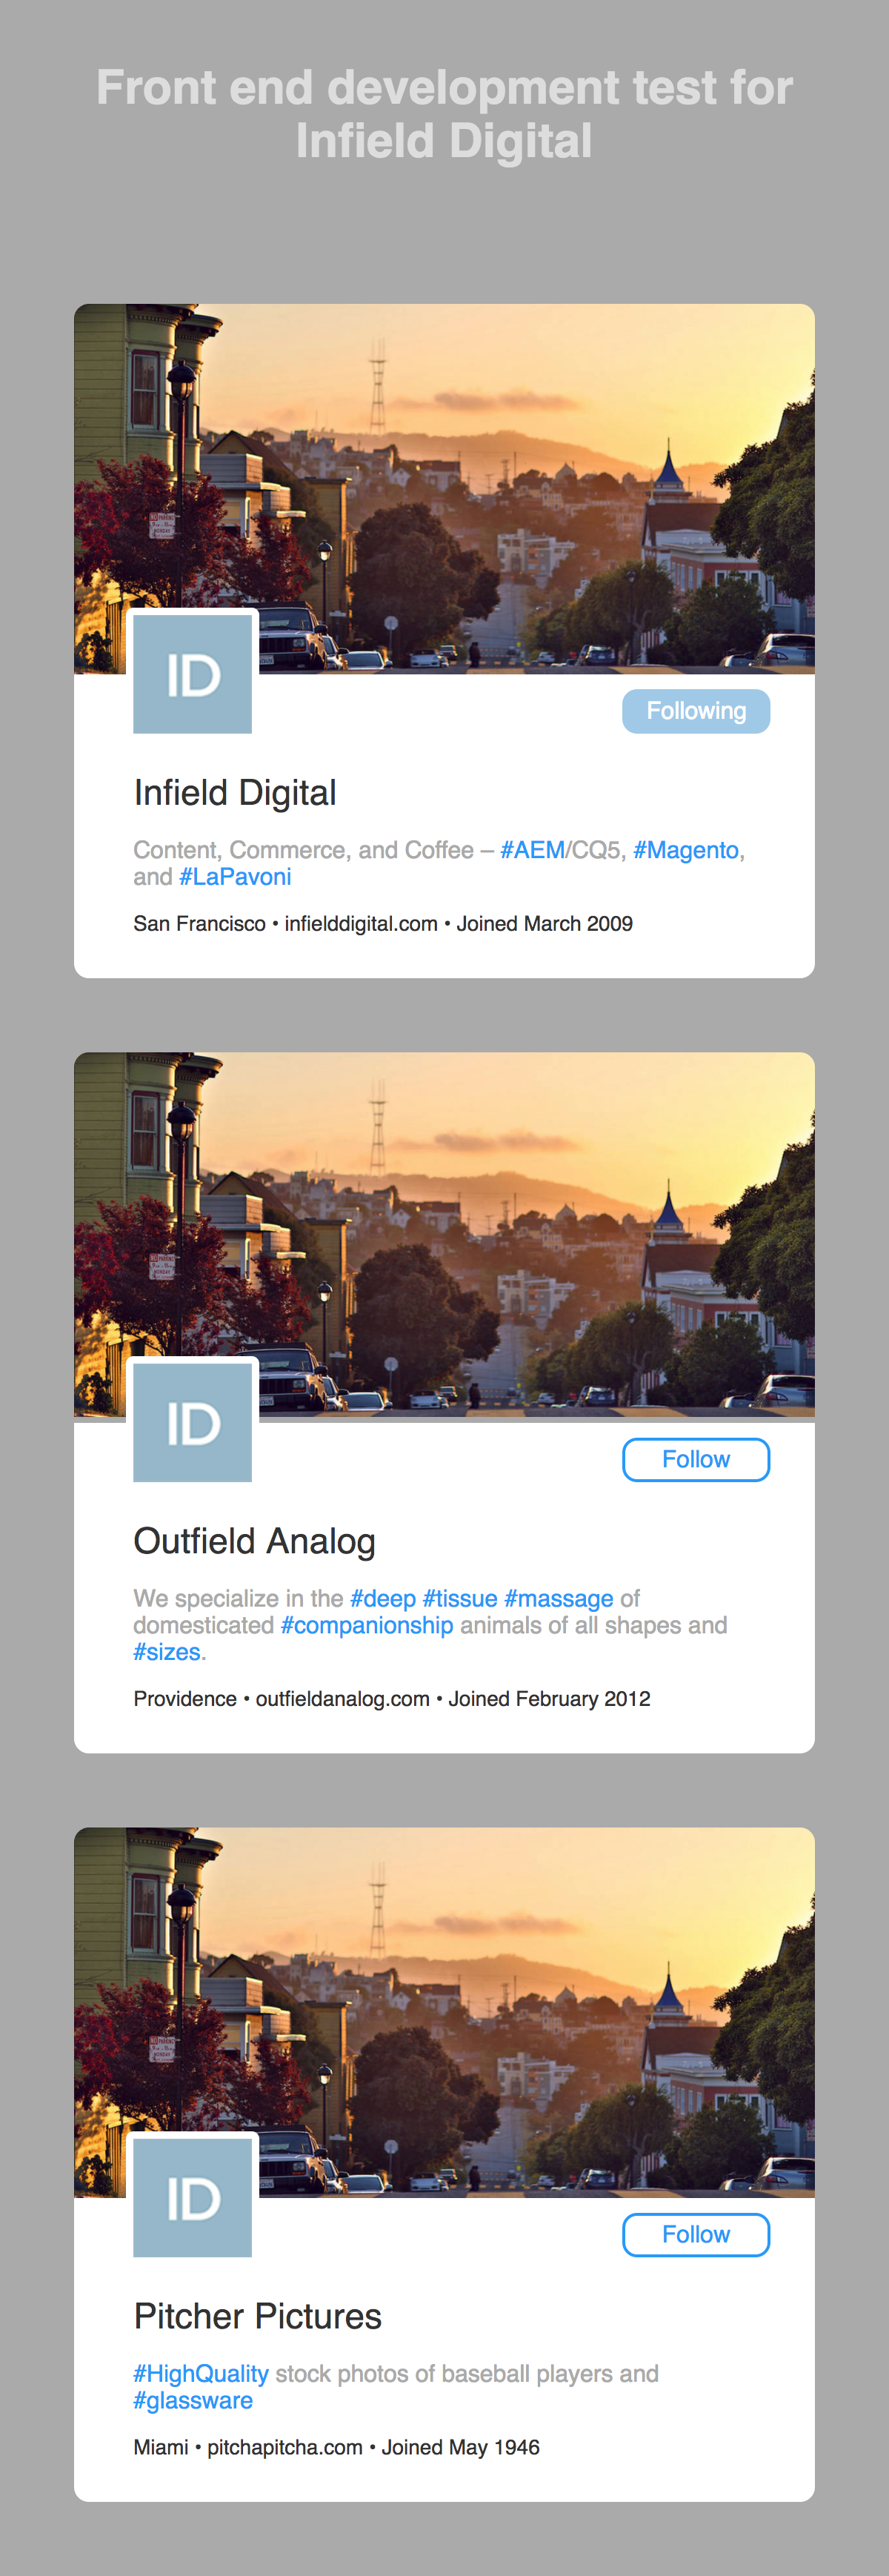 Front end development test for
Infield Digital
ID
Following
Infield Digital
Content, Commerce, and Coffee – #AEM/CQ5, #Magento,
and #LaPavoni
San Francisco • infielddigital.com • Joined March 2009
ID
Follow
Outfield Analog
We specialize in the #deep #tissue #massage of
domesticated #companionship animals of all shapes and
#sizes.
Providence • outfieldanalog.com • Joined February 2012
ID
Follow
Pitcher Pictures
#HighQuality stock photos of baseball players and
#glassware
Miami • pitchapitcha.com • Joined May 1946